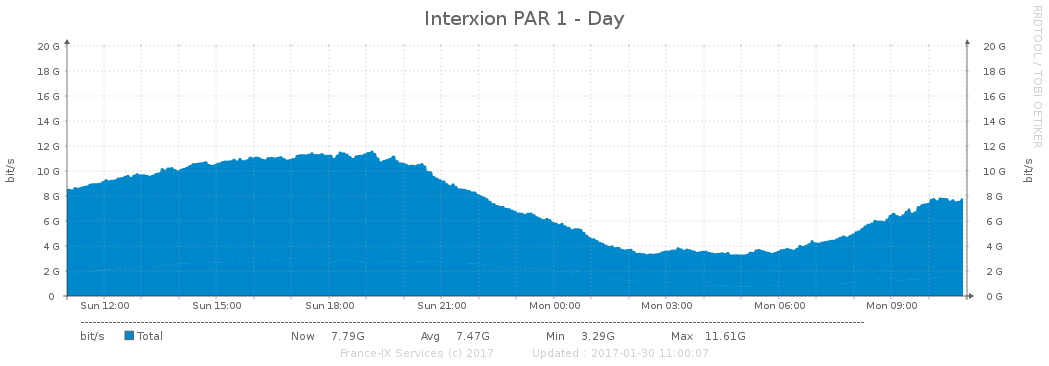 Interxion PAR 1 - Day
RRDTOOL / TOBI OETIKER
bit/s
20 G 20 G
18 G 18 G
16 G 16 G
14 G 14 G
12 G 12 G
10 G 10 G
8 G 8 G
6 G 6 G
4 G 4 G
2 G 2 G
0 0 G
bit/s
Sun 12:00 Sun 15:00 Sun 18:00 Sun 21:00 Mon 00:00 Mon 03:00 Mon 06:00 Mon 09:00
bit/s Total Now 7.79G Avg 7.47G Min 3.29G Max 11.61G
France-IX Services (c) 2017 Updated : 2017-01-30 11:00:07